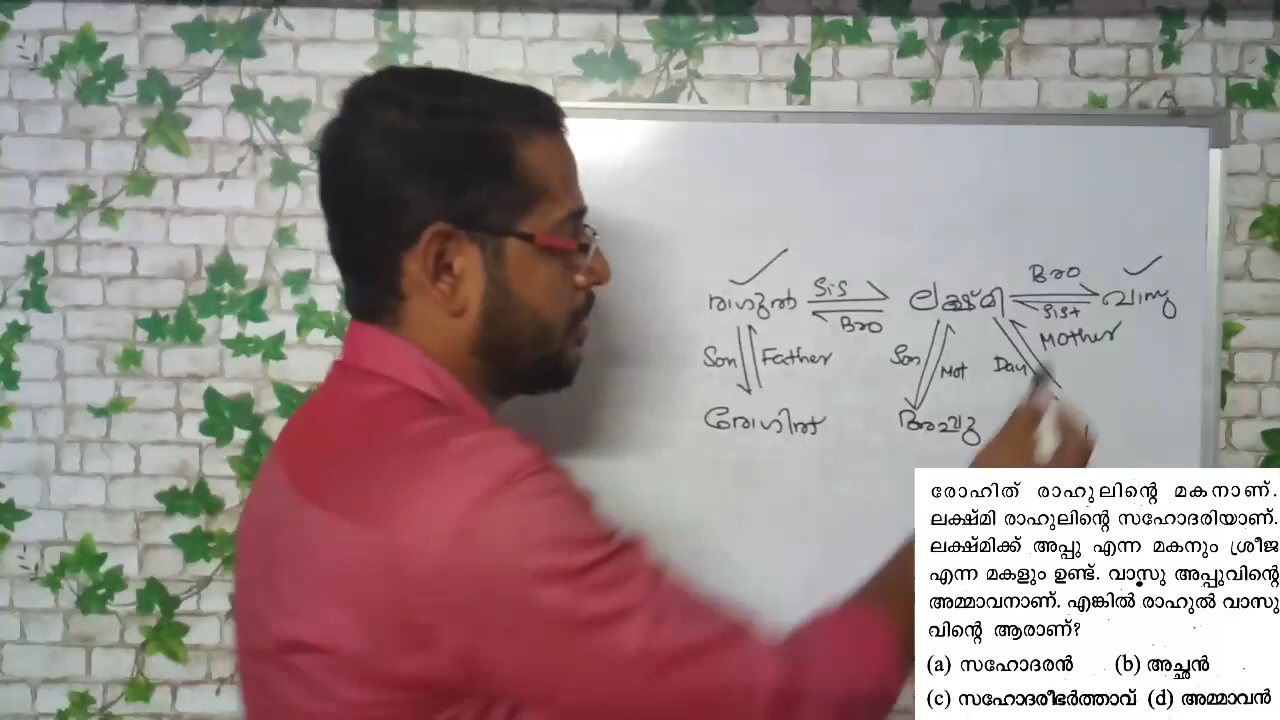 Bro
രാഹുൽ Sis ലക്ഷ്മി വാസു
Bro Sist
Mother
Son Father Son Mot Dau
രോഹിത് അപ്പു
രോഹിത് രാഹുലിന്റെ മകനാണ്.
ലക്ഷ്മി രാഹുലിന്റെ സഹോദരിയാണ്.
ലക്ഷ്മിക്ക് അപ്പു എന്ന മകനും ശ്രീജ
എന്ന മകളും ഉണ്ട്. വാസു അപ്പുവിന്റെ
അമ്മാവനാണ്. എങ്കിൽ രാഹുൽ വാസു
വിന്റെ ആരാണ്?
(a) സഹോദരൻ (b) അച്ഛൻ
(c) സഹോദരീഭർത്താവ് (d) അമ്മാവൻ